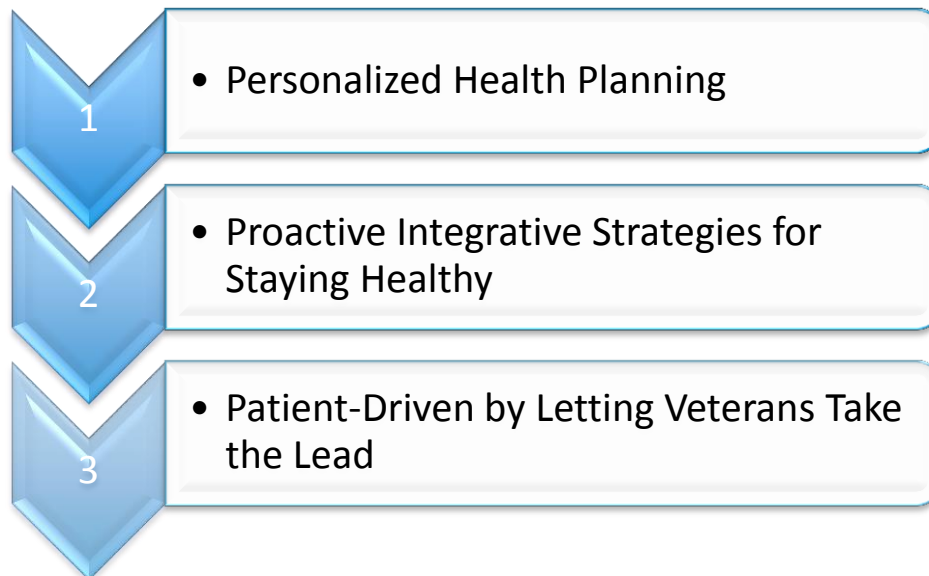 1
• Personalized Health Planning
2
• Proactive Integrative Strategies for
Staying Healthy
3
• Patient-Driven by Letting Veterans Take
the Lead